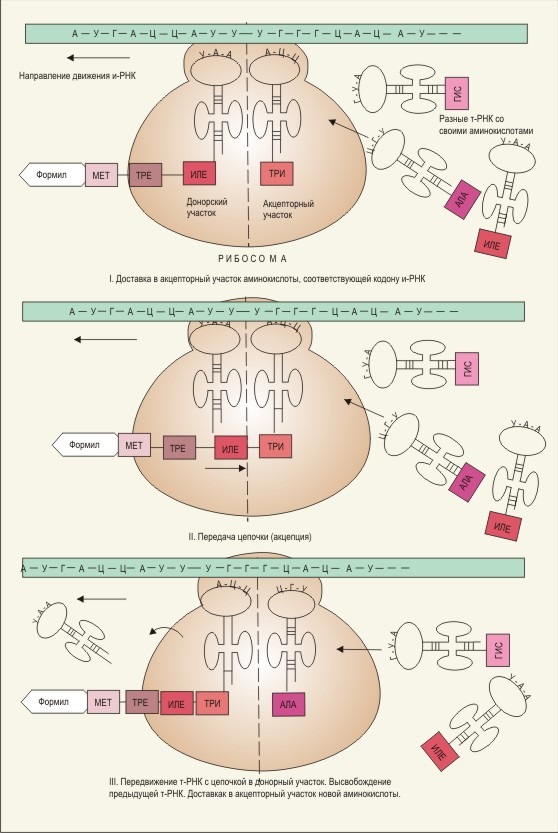 А — У — Г — А — Ц — Ц — А — У — У — У — Г — Г — Г — Ц — А — Ц — А — У — — —
У-А-А
А-Ц-Ц
Направление движения и-РНК
Г-У-А
ГИС
Разные т-РНК со
своими аминокислотами
Ц-Г-У
АЛА
У-А-А
ИЛЕ
Формил
МЕТ
ТРЕ
ИЛЕ
ТРИ
Донорский
участок
Акцепторный
участок
РИБОСОМА
I. Доставка в акцепторный участок аминокислоты, соответствующей кодону и-РНК
А — У — Г — А — Ц — Ц — А — У — У — У — Г — Г — Г — Ц — А — Ц — А — У — — —
У-А-А
А-Ц-Ц
Г-У-А
ГИС
Ц-Г-У
АЛА
У-А-А
ИЛЕ
Формил
МЕТ
ТРЕ
ИЛЕ
ТРИ
II. Передача цепочки (акцепция)
А — У — Г — А — Ц — Ц — А — У — У — У — Г — Г — Г — Ц — А — Ц — А — У — — —
А-Ц-Ц
Ц-Г-У
У-А-А
Г-У-А
ГИС
У-А-А
ИЛЕ
Формил
МЕТ
ТРЕ
ИЛЕ
ТРИ
АЛА
III. Передвижение т-РНК с цепочкой в донорный участок. Высвобождение
предыдущей т-РНК. Доставкак в акцепторный участок новой аминокислоты.